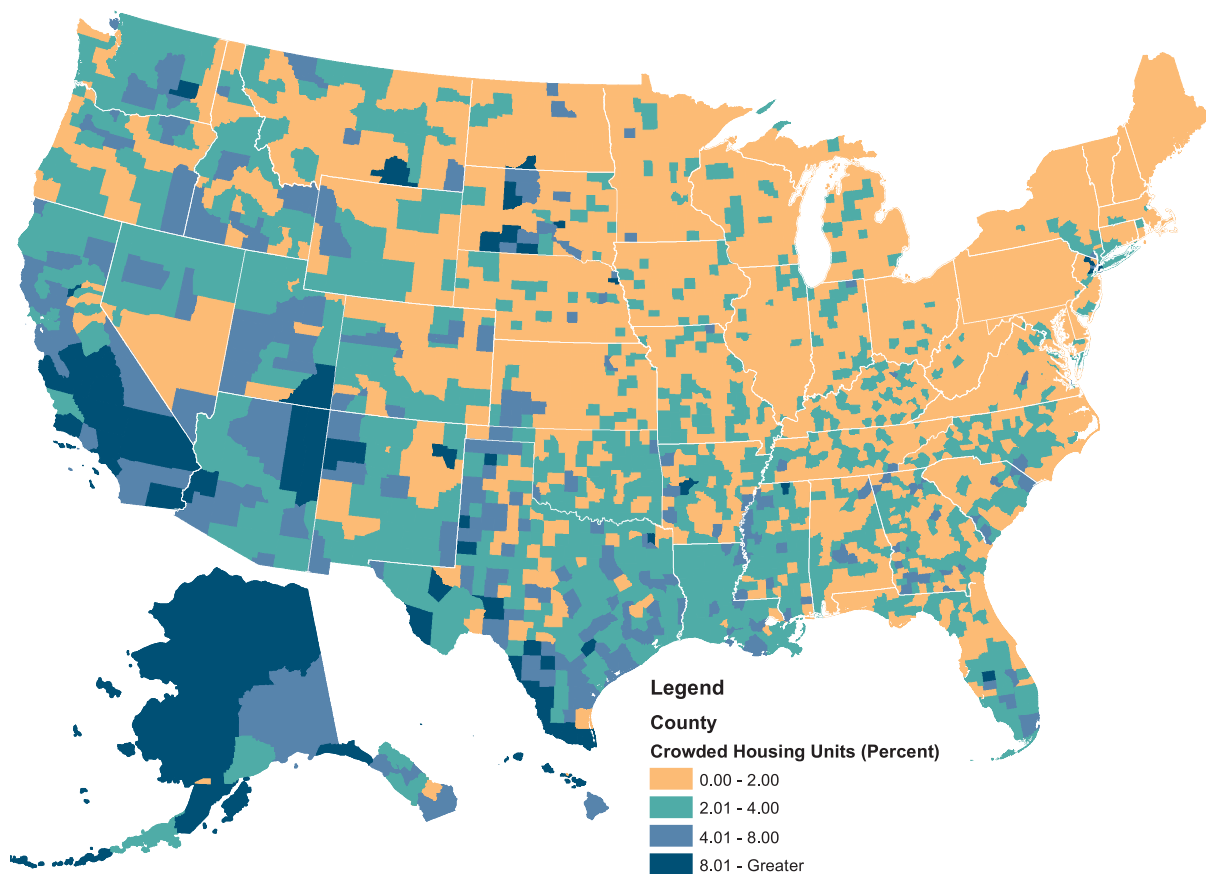 Legend
County
Crowded Housing Units (Percent)
0.00 - 2.00
2.01 - 4.00
4.01 - 8.00
8.01 - Greater